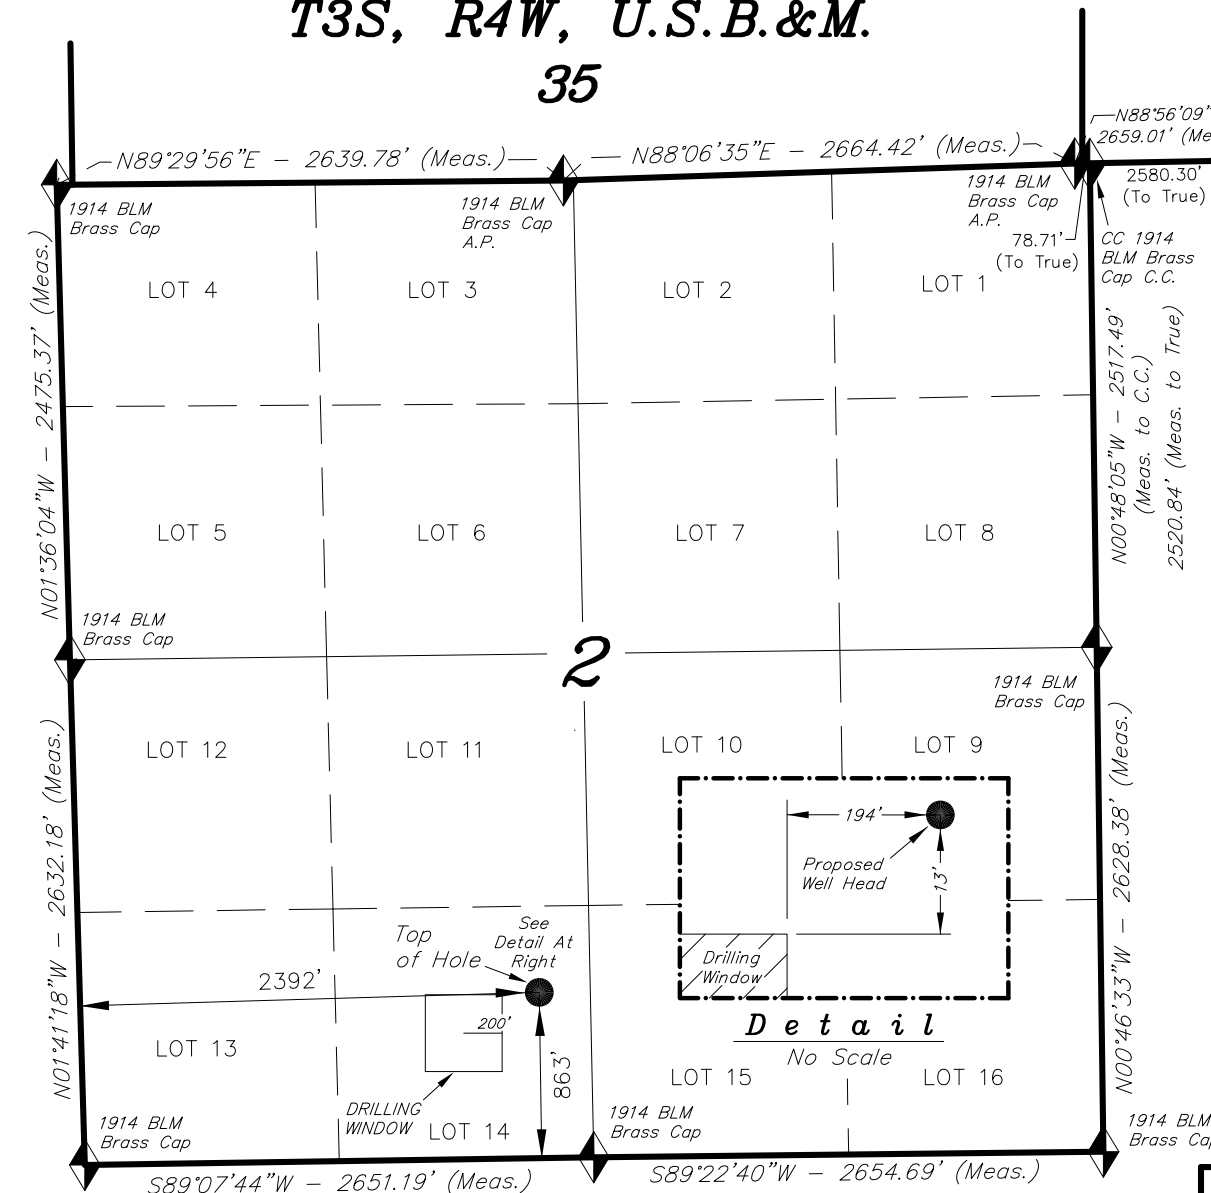 T3S, R4W, U.S.B.&M.
35
N89°29'56"E - 2639.78' (Meas.)
N88°06'35"E - 2664.42' (Meas.)
N88°56'09"
2659.01' (Me
1914 BLM
Brass Cap
1914 BLM
Brass Cap
A.P.
1914 BLM
Brass Cap
A.P.
2580.30'
(To True)
78.71'
(To True)
CC 1914
BLM Brass
Cap C.C.
LOT 4
LOT 3
LOT 2
LOT 1
N01°36'04"W - 2475.37' (Meas.)
N00°48'05"W - 2517.49'
(Meas. to C.C.)
2520.84' (Meas. to True)
LOT 5
LOT 6
LOT 7
LOT 8
1914 BLM
Brass Cap
2
1914 BLM
Brass Cap
LOT 12
LOT 11
LOT 10
LOT 9
N01°41'18"W - 2632.18' (Meas.)
N00°46'33"W - 2628.38' (Meas.)
194'
Proposed
Well Head
13'
Drilling
Window
Detail
No Scale
Top
of Hole
See
Detail At
Right
2392'
200'
863'
LOT 13
DRILLING
WINDOW
LOT 14
LOT 15
LOT 16
1914 BLM
Brass Cap
1914 BLM
Brass Cap
1914 BLM
Brass Cap
S89°07'44"W - 2651.19' (Meas.)
S89°22'40"W - 2654.69' (Meas.)